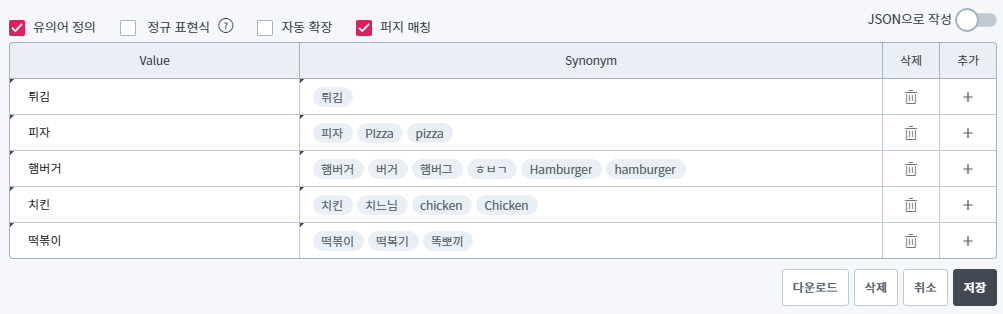 유의어 정의 정규 표현식 ? 자동 확장 퍼지 매칭 JSON으로 작성
Value Synonym 삭제 추가
튀김 튀김
피자 피자 PIzza pizza
햄버거 햄버거 버거 햄버그 ㅎㅂㄱ Hamburger hamburger
치킨 치킨 치느님 chicken Chicken
떡볶이 떡볶이 떡복기 똑뽀끼
다운로드 삭제 취소 저장